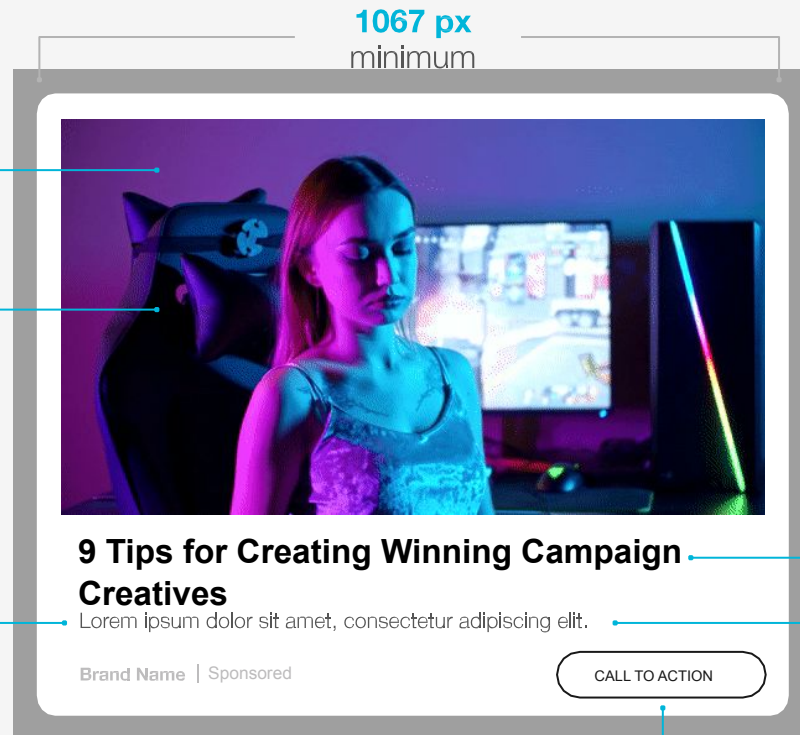 1067 px
minimum
9 Tips for Creating Winning Campaign
Creatives
Lorem ipsum dolor sit amet, consectetur adipiscing elit.
Brand Name | Sponsored
CALL TO ACTION